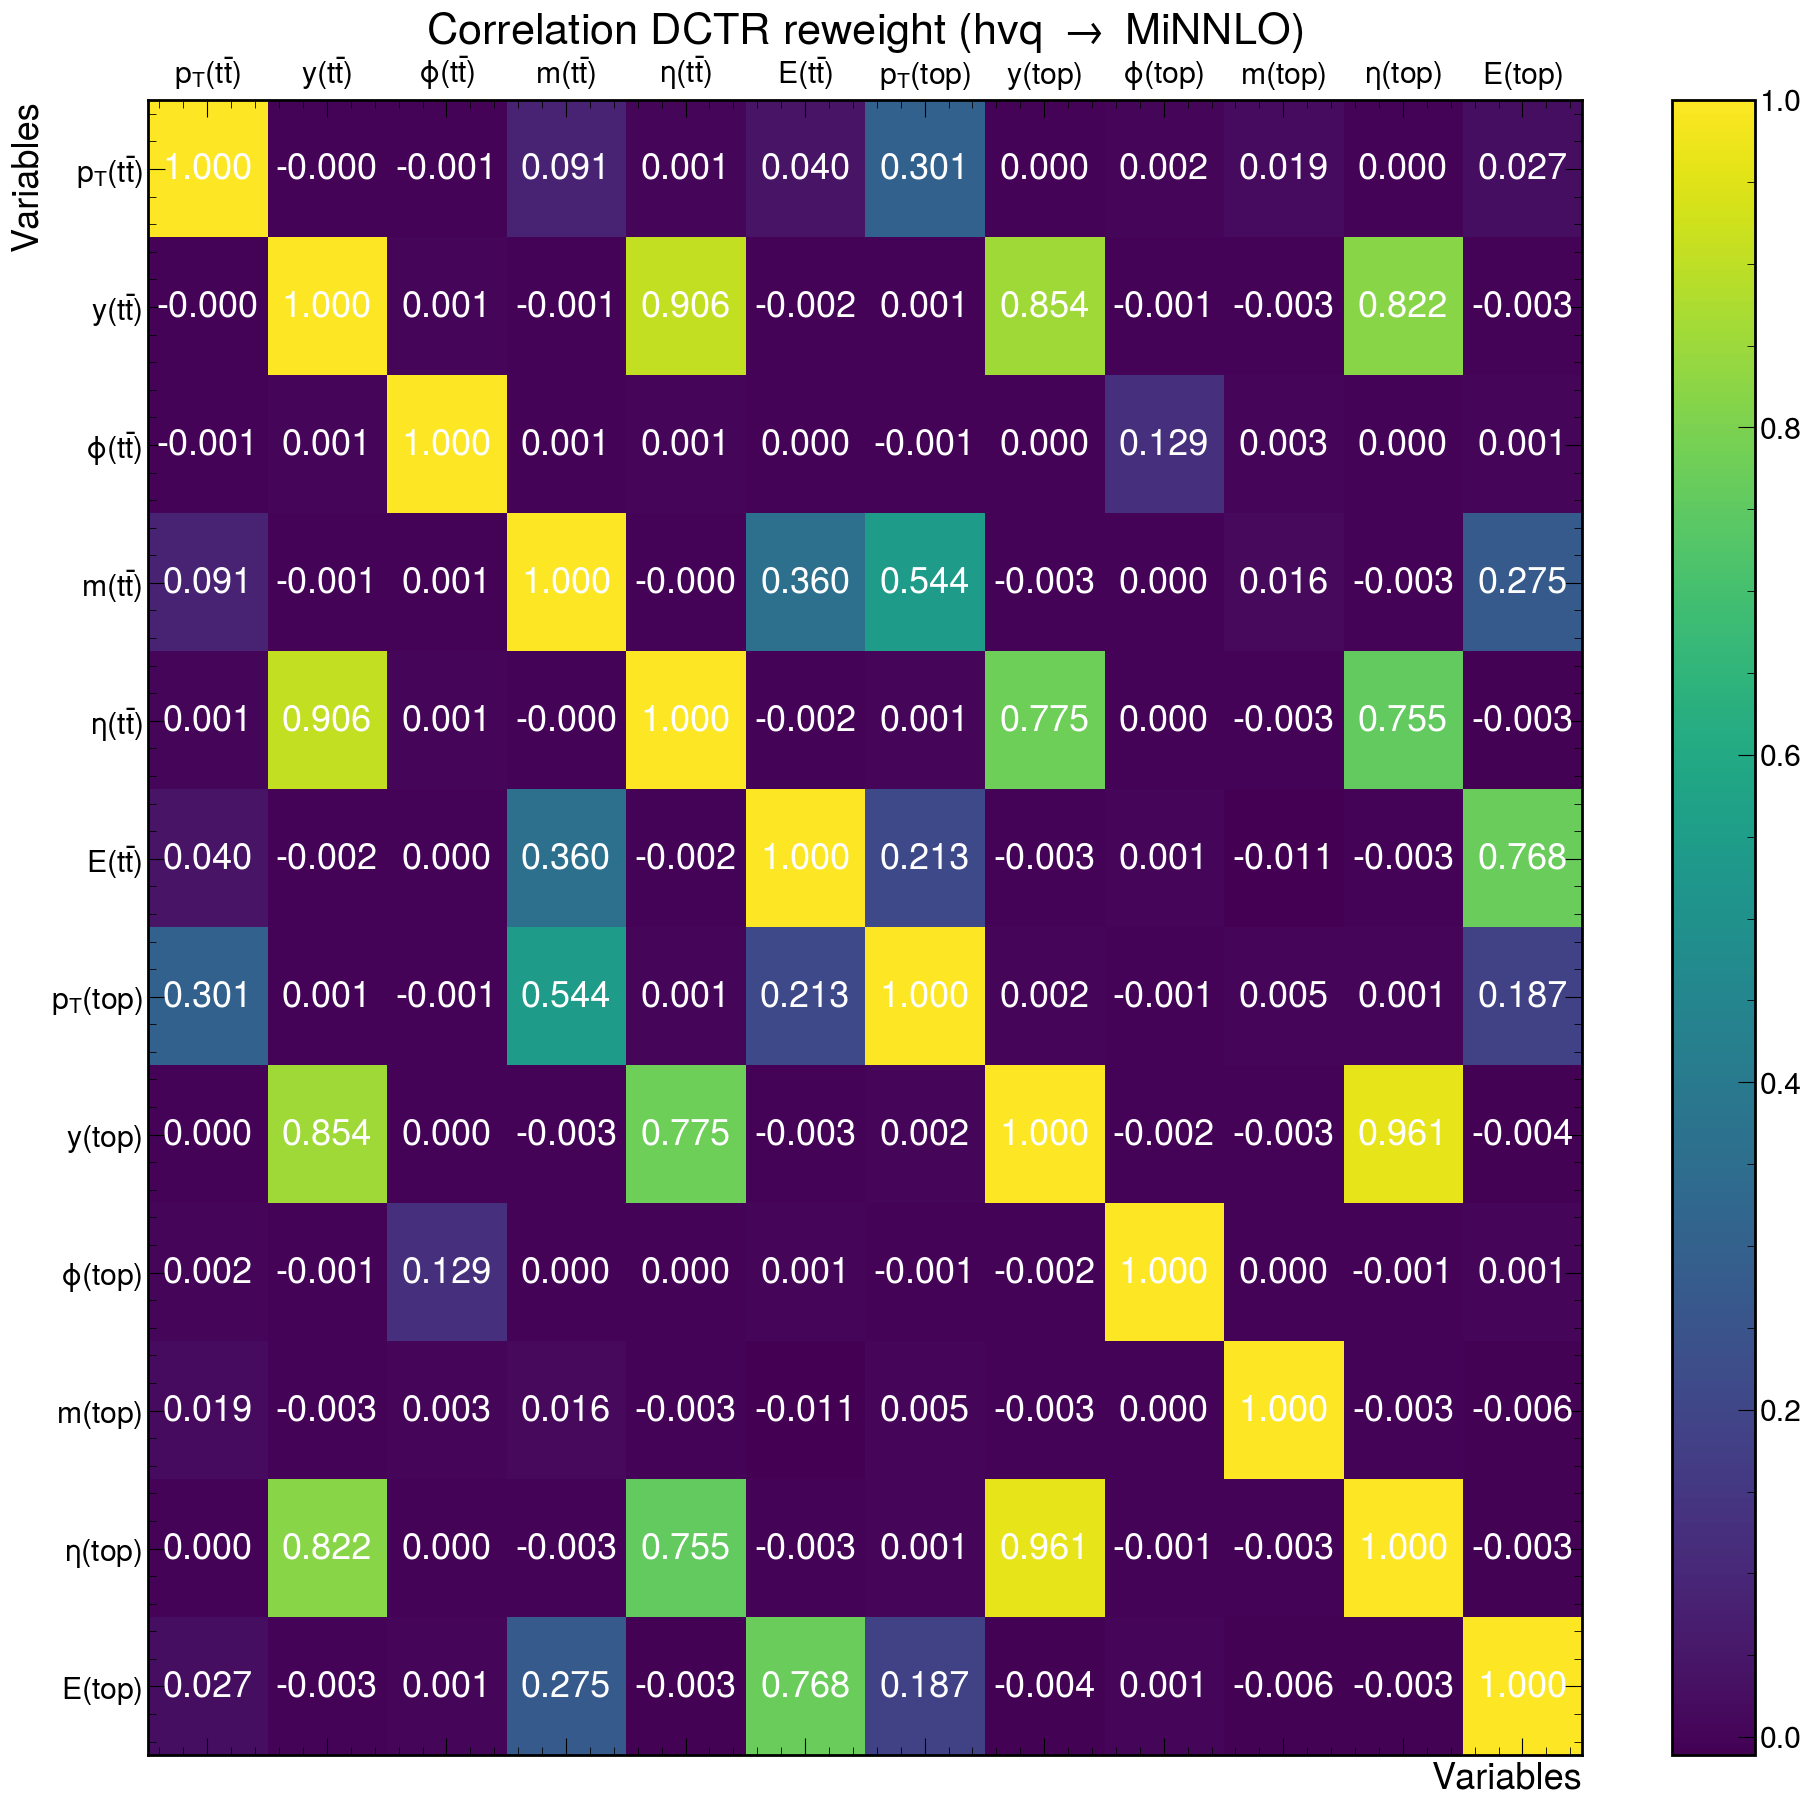 Correlation DCTR reweight (hvq → MiNNLO)
p_T(tt̄) y(tt̄) ϕ(tt̄) m(tt̄) η(tt̄) E(tt̄) p_T(top) y(top) ϕ(top) m(top) η(top) E(top)
Variables
p_T(tt̄) 1.000 -0.000 -0.001 0.091 0.001 0.040 0.301 0.000 0.002 0.019 0.000 0.027
y(tt̄) -0.000 1.000 0.001 -0.001 0.906 -0.002 0.001 0.854 -0.001 -0.003 0.822 -0.003
ϕ(tt̄) -0.001 0.001 1.000 0.001 0.001 0.000 -0.001 0.000 0.129 0.003 0.000 0.001
m(tt̄) 0.091 -0.001 0.001 1.000 -0.000 0.360 0.544 -0.003 0.000 0.016 -0.003 0.275
η(tt̄) 0.001 0.906 0.001 -0.000 1.000 -0.002 0.001 0.775 0.000 -0.003 0.755 -0.003
E(tt̄) 0.040 -0.002 0.000 0.360 -0.002 1.000 0.213 -0.003 0.001 -0.011 -0.003 0.768
p_T(top) 0.301 0.001 -0.001 0.544 0.001 0.213 1.000 0.002 -0.001 0.005 0.001 0.187
y(top) 0.000 0.854 0.000 -0.003 0.775 -0.003 0.002 1.000 -0.002 -0.003 0.961 -0.004
ϕ(top) 0.002 -0.001 0.129 0.000 0.000 0.001 -0.001 -0.002 1.000 0.000 -0.001 0.001
m(top) 0.019 -0.003 0.003 0.016 -0.003 -0.011 0.005 -0.003 0.000 1.000 -0.003 -0.006
η(top) 0.000 0.822 0.000 -0.003 0.755 -0.003 0.001 0.961 -0.001 -0.003 1.000 -0.003
E(top) 0.027 -0.003 0.001 0.275 -0.003 0.768 0.187 -0.004 0.001 -0.006 -0.003 1.000
Variables
1.0
0.8
0.6
0.4
0.2
0.0